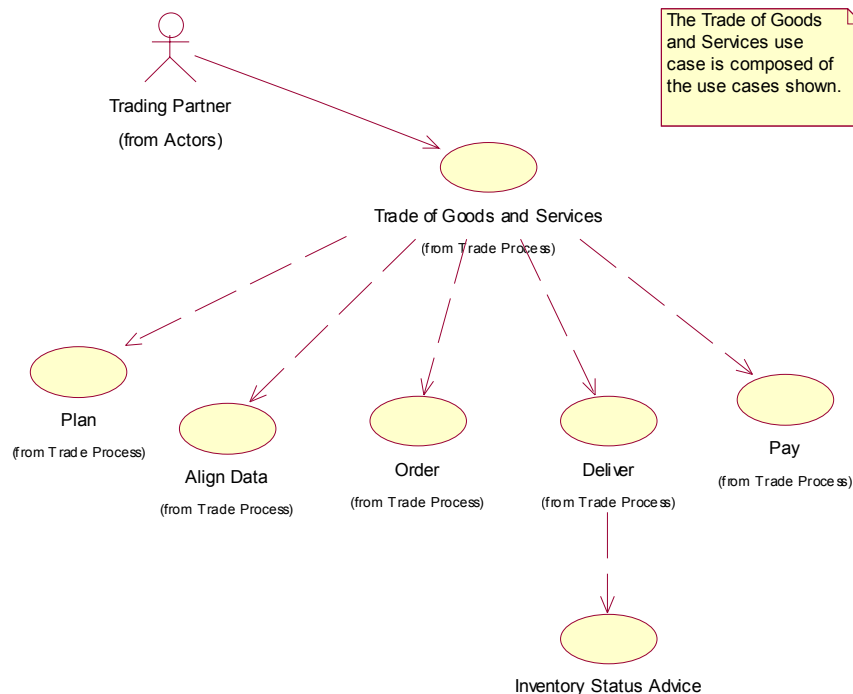 The Trade of Goods
and Services use
case is composed of
the use cases shown.
Trading Partner
(from Actors)
Trade of Goods and Services
(from Trade Process)
Plan
(from Trade Process)
Align Data
(from Trade Process)
Order
(from Trade Process)
Deliver
(from Trade Process)
Pay
(from Trade Process)
Inventory Status Advice